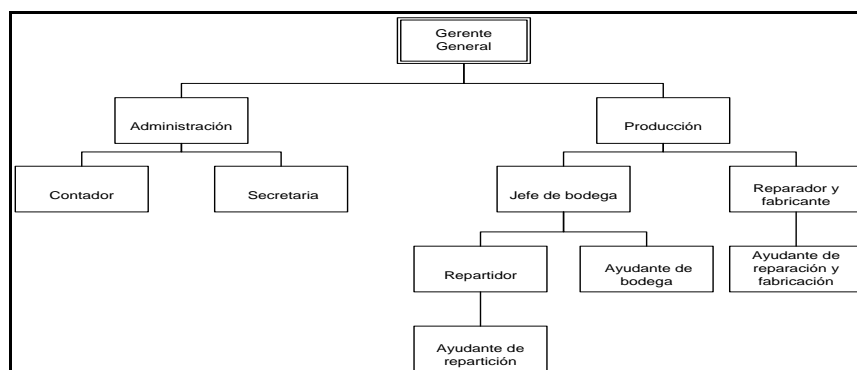 Gerente
General
Administración
Producción
Contador
Secretaria
Jefe de bodega
Reparador y
fabricante
Repartidor
Ayudante de
bodega
Ayudante de
reparación y
fabricación
Ayudante de
repartición